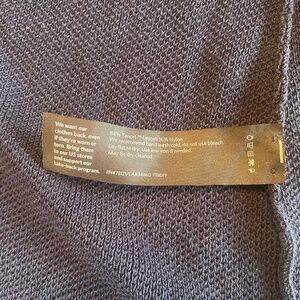 We want our
clothes back, even
if they're worn or
torn. Bring them
to our US stores
and support our
take-back program.
84% Tencel™ Lyocell 16% Nylon
We recommend hand wash cold, do not use bleach.
Lay flat to dry. Use low iron if needed.
May be dry cleaned.